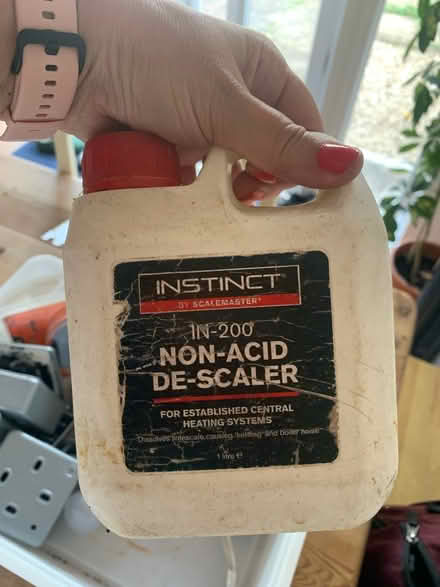 INSTINCT
BY SCALEMASTER®
IN-200
NON-ACID
DE-SCALER
FOR ESTABLISHED CENTRAL
HEATING SYSTEMS
Dissolves limescale causing 'kettling' and boiler noise
1 litre ℮